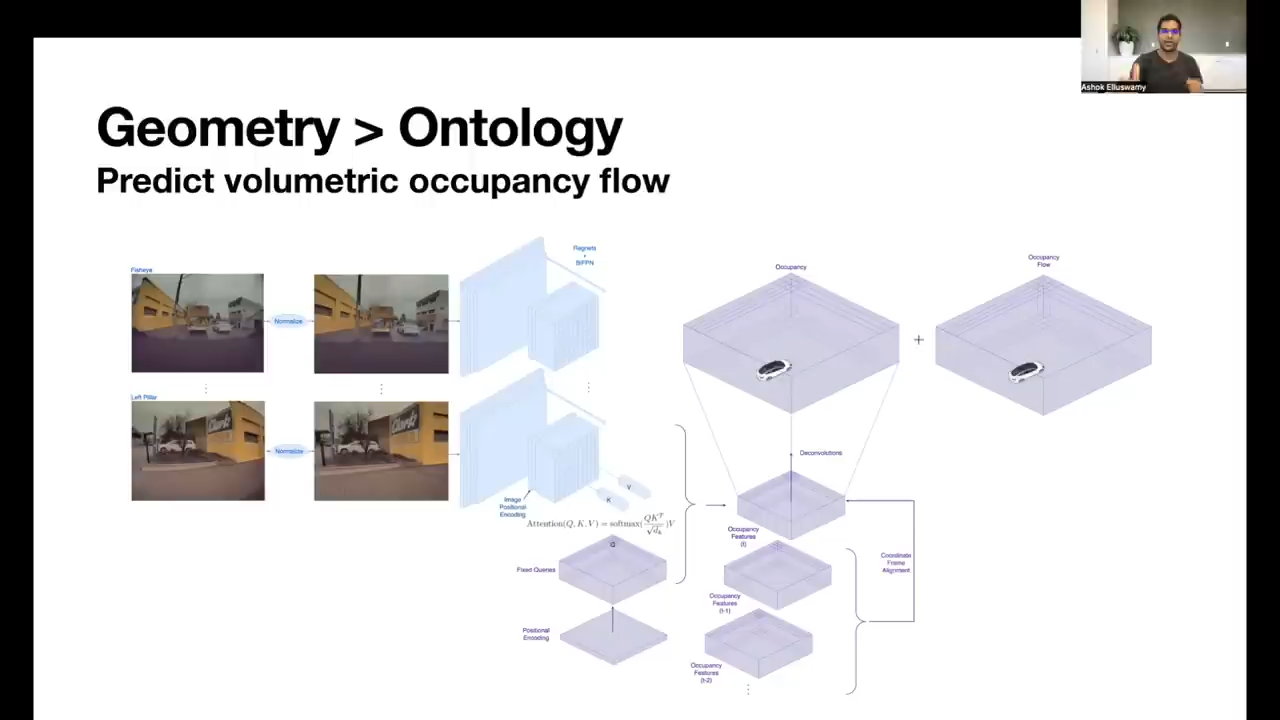 Geometry > Ontology
Predict volumetric occupancy flow
Ashok Elluswamy
Fisheye
Normalize
Regnets
+
BiFPN
Left Pillar
Normalize
Image
Positional
Encoding
K
V
Attention(Q, K, V) = softmax(QK^T/√d_k)V
Q
Fixed Queries
Positional
Encoding
Occupancy
+
Occupancy
Flow
Deconvolutions
Occupancy
Features
(t)
Occupancy
Features
(t-1)
Occupancy
Features
(t-2)
Coordinate
Frame
Alignment